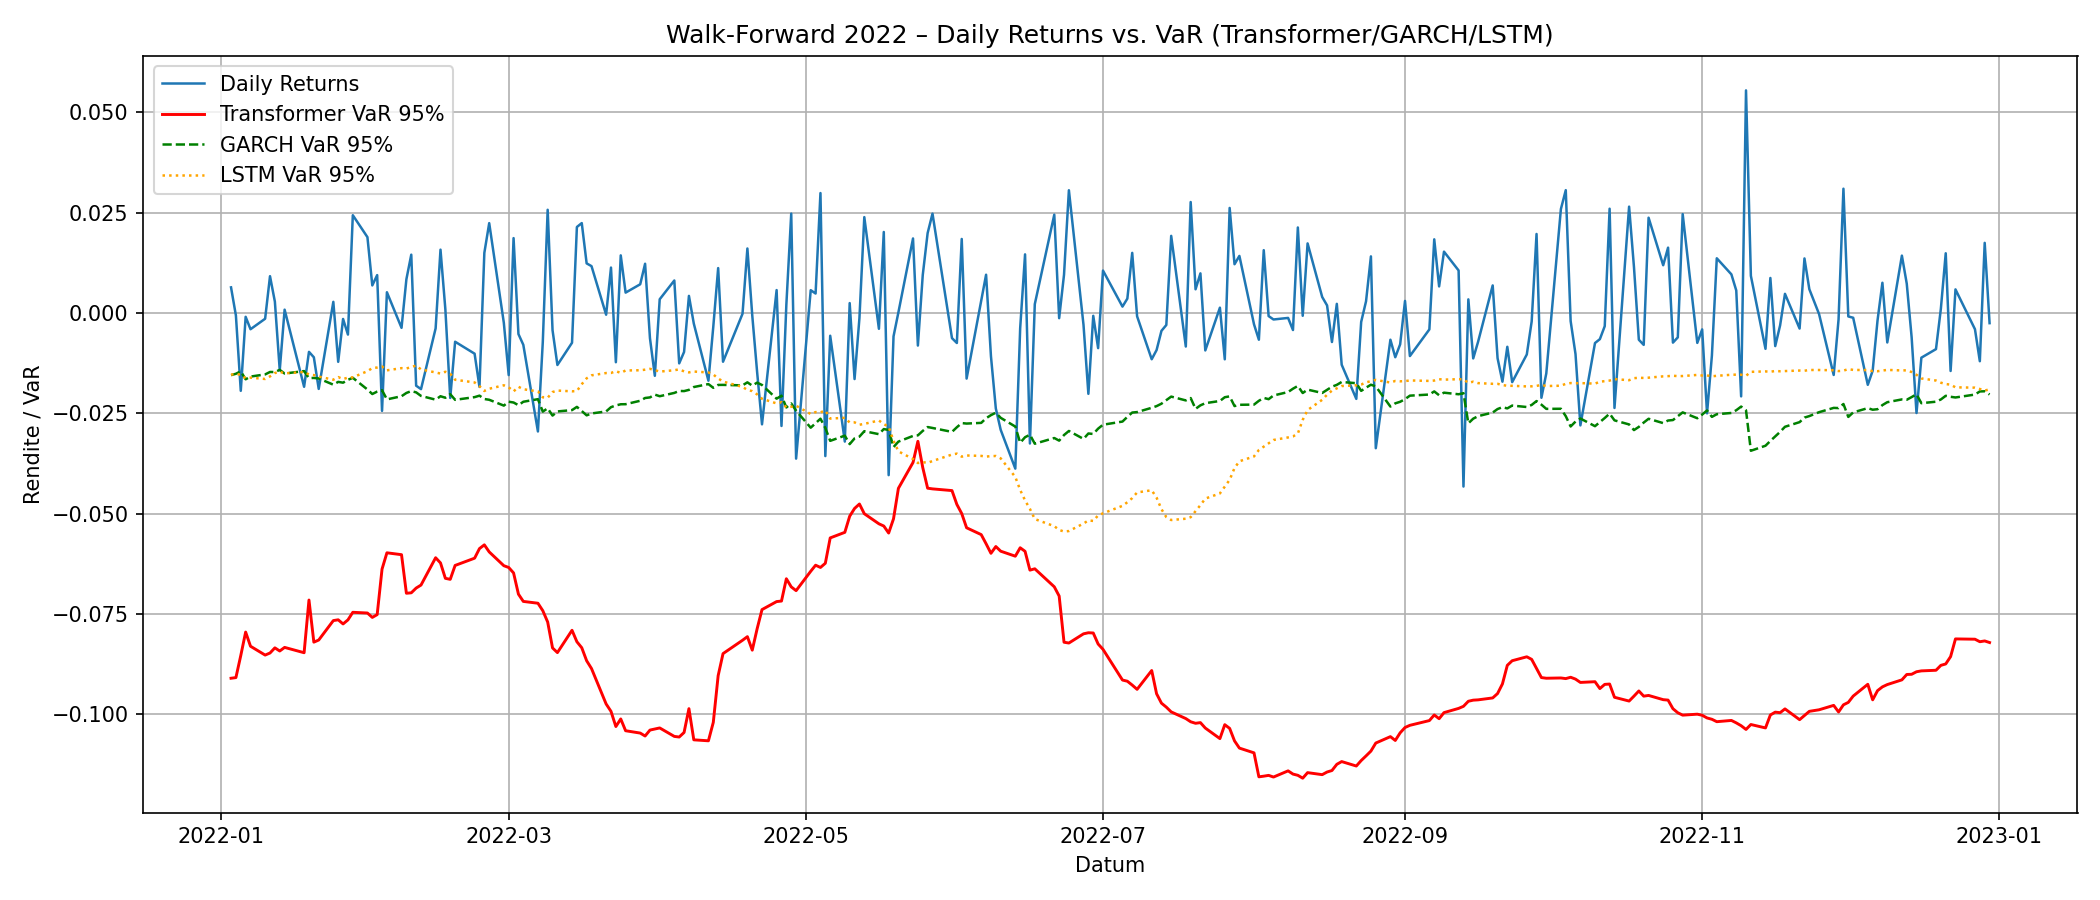 Walk-Forward 2022 – Daily Returns vs. VaR (Transformer/GARCH/LSTM)
Daily Returns
Transformer VaR 95%
GARCH VaR 95%
LSTM VaR 95%
0.050
0.025
0.000
−0.025
−0.050
−0.075
−0.100
Rendite / VaR
2022-01 2022-03 2022-05 2022-07 2022-09 2022-11 2023-01
Datum